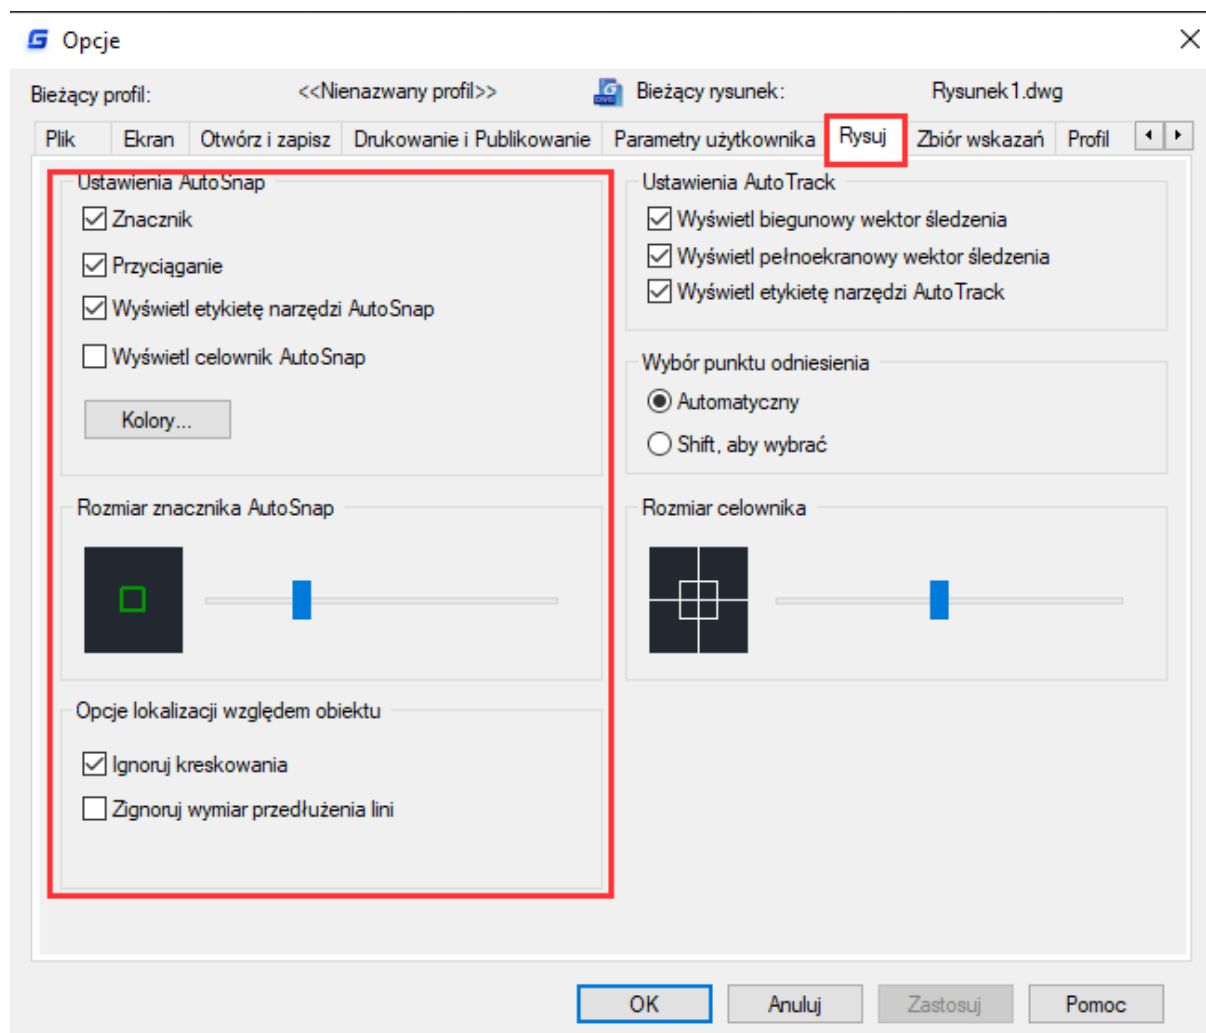 Opcje
Bieżący profil: <<Nienazwany profil>> Bieżący rysunek: Rysunek1.dwg
Plik Ekran Otwórz i zapisz Drukowanie i Publikowanie Parametry użytkownika Rysuj Zbiór wskazań Profil
Ustawienia AutoSnap
Znacznik
Przyciąganie
Wyświetl etykietę narzędzi AutoSnap
Wyświetl celownik AutoSnap
Kolory...
Rozmiar znacznika AutoSnap
Opcje lokalizacji względem obiektu
Ignoruj kreskowania
Zignoruj wymiar przedłużenia lini
Ustawienia AutoTrack
Wyświetl biegunowy wektor śledzenia
Wyświetl pełnoekranowy wektor śledzenia
Wyświetl etykietę narzędzi AutoTrack
Wybór punktu odniesienia
Automatyczny
Shift, aby wybrać
Rozmiar celownika
OK Anuluj Zastosuj Pomoc